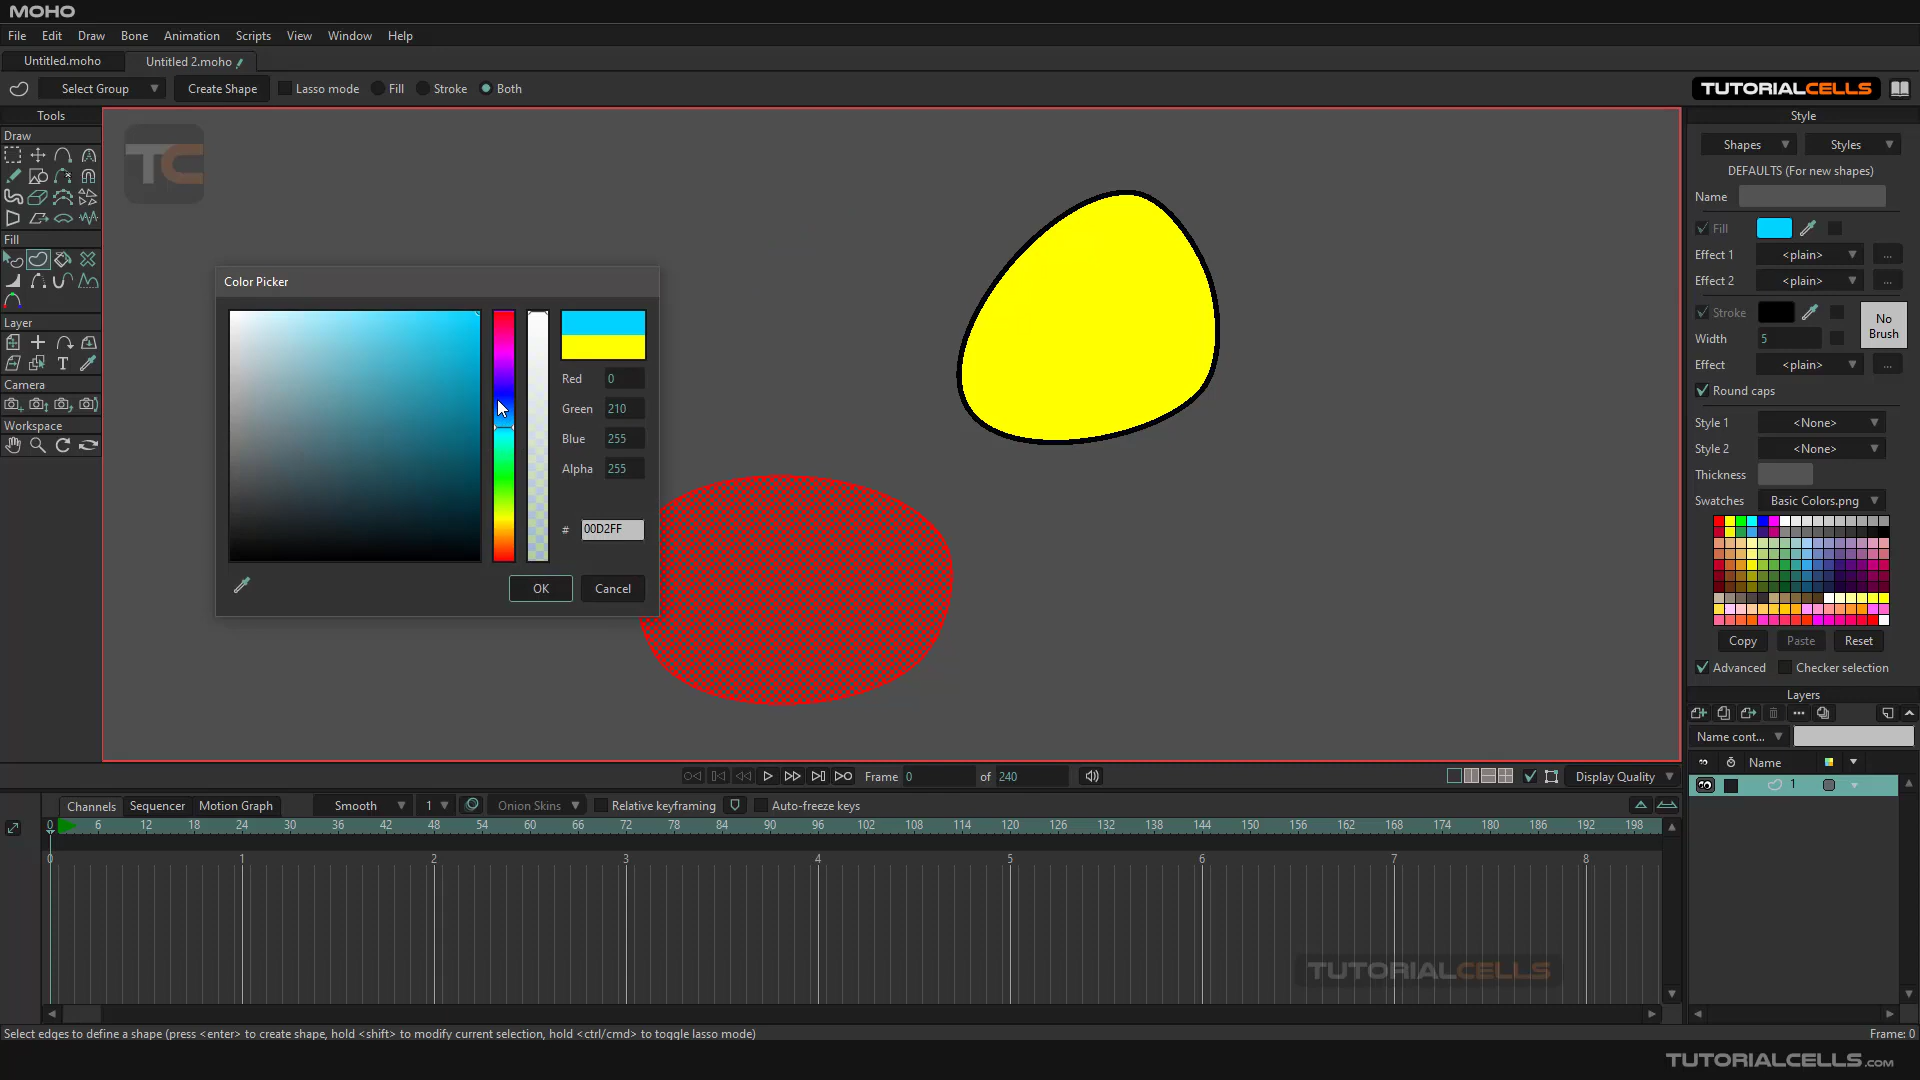 MOHO
File Edit Draw Bone Animation Scripts View Window Help
Untitled.moho Untitled 2.moho
Select Group Create Shape Lasso mode Fill Stroke Both
TUTORIALCELLS
Tools
Draw
Fill
Layer
Camera
Workspace
TC
Color Picker
Red 0
Green 210
Blue 255
Alpha 255
# 00D2FF
OK Cancel
Style
Shapes Styles
DEFAULTS (For new shapes)
Name
Fill
Effect 1 <plain> ...
Effect 2 <plain> ...
Stroke
No Brush
Width 5
Effect <plain> ...
Round caps
Style 1 <None>
Style 2 <None>
Thickness
Swatches Basic Colors.png
Copy Paste Reset
Advanced Checker selection
Layers
Name cont...
Name
1
Frame 0 of 240
Display Quality
Channels Sequencer Motion Graph Smooth 1 Onion Skins Relative keyframing Auto-freeze keys
0 6 12 18 24 30 36 42 48 54 60 66 72 78 84 90 96 102 108 114 120 126 132 138 144 150 156 162 168 174 180 186 192 198
0 1 2 3 4 5 6 7 8
TUTORIALCELLS
Select edges to define a shape (press <enter> to create shape, hold <shift> to modify current selection, hold <ctrl/cmd> to toggle lasso mode)
Frame: 0
TUTORIALCELLS.COM